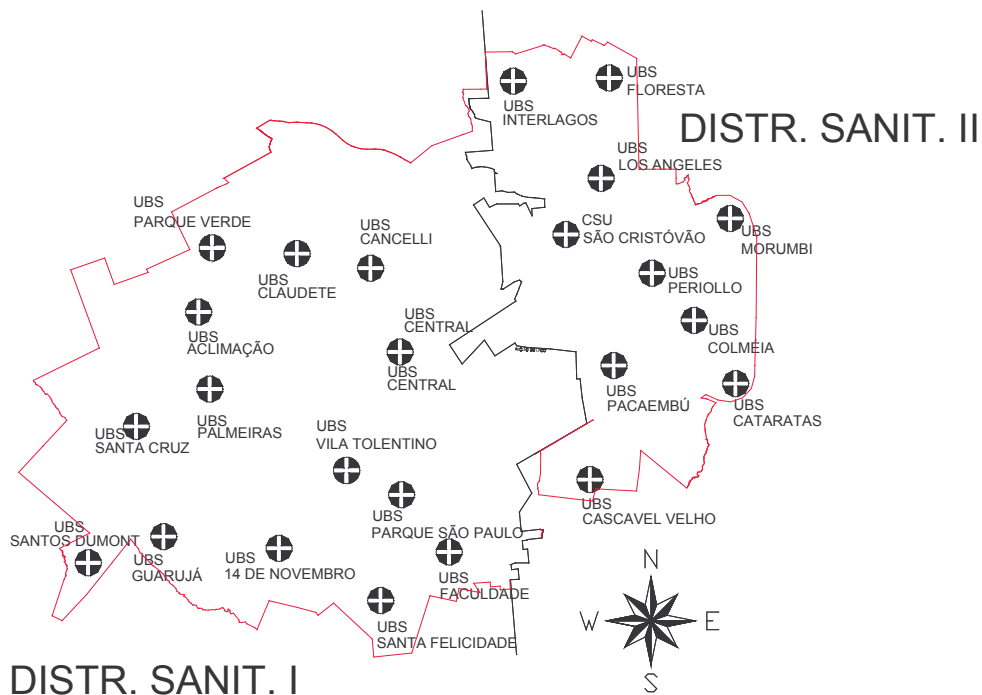 UBS
FLORESTA
UBS
INTERLAGOS
DISTR. SANIT. II
UBS
LOS ANGELES
UBS
PARQUE VERDE
UBS
CANCELLI
CSU
SÃO CRISTÓVÃO
UBS
MORUMBI
UBS
CLAUDETE
UBS
PERIOLLO
UBS
CENTRAL
UBS
ACLIMAÇÃO
UBS
COLMEIA
UBS
CENTRAL
UBS
PACAEMBÚ
UBS
CATARATAS
UBS
PALMEIRAS
UBS
SANTA CRUZ
UBS
VILA TOLENTINO
UBS
CASCAVEL VELHO
UBS
PARQUE SÃO PAULO
UBS
SANTOS DUMONT
UBS
GUARUJÁ
UBS
14 DE NOVEMBRO
UBS
FACULDADE
UBS
SANTA FELICIDADE
N
W
E
S
DISTR. SANIT. I